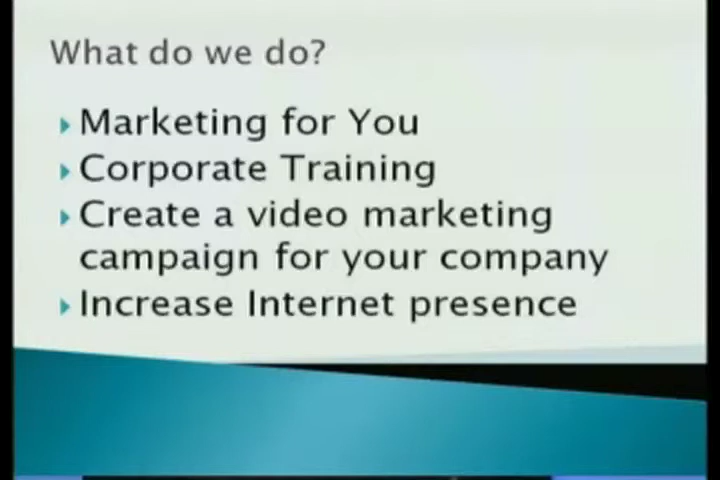 What do we do?
Marketing for You
Corporate Training
Create a video marketing
campaign for your company
Increase Internet presence